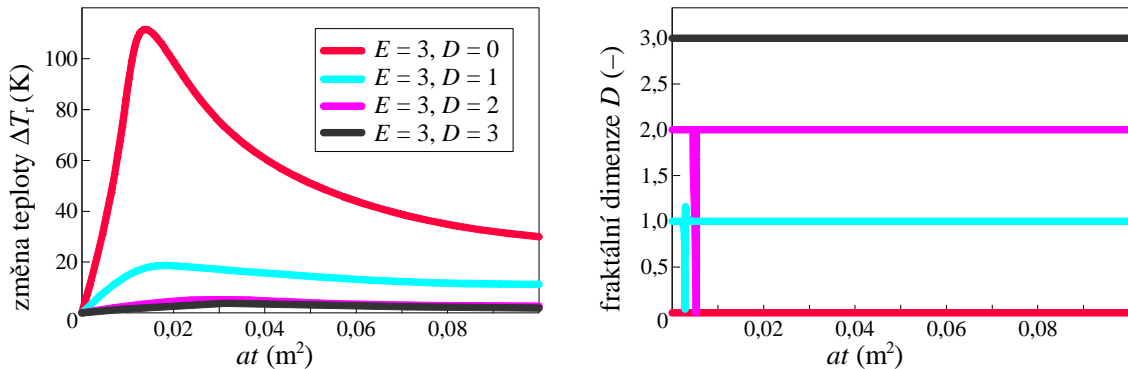 změna teploty ΔTᵣ (K)
100
80
60
40
20
0
0,02
0,04
0,06
0,08
at (m²)
E = 3, D = 0
E = 3, D = 1
E = 3, D = 2
E = 3, D = 3
fraktální dimenze D (–)
3,0
2,5
2,0
1,5
1,0
0,5
0
0,02
0,04
0,06
0,08
at (m²)